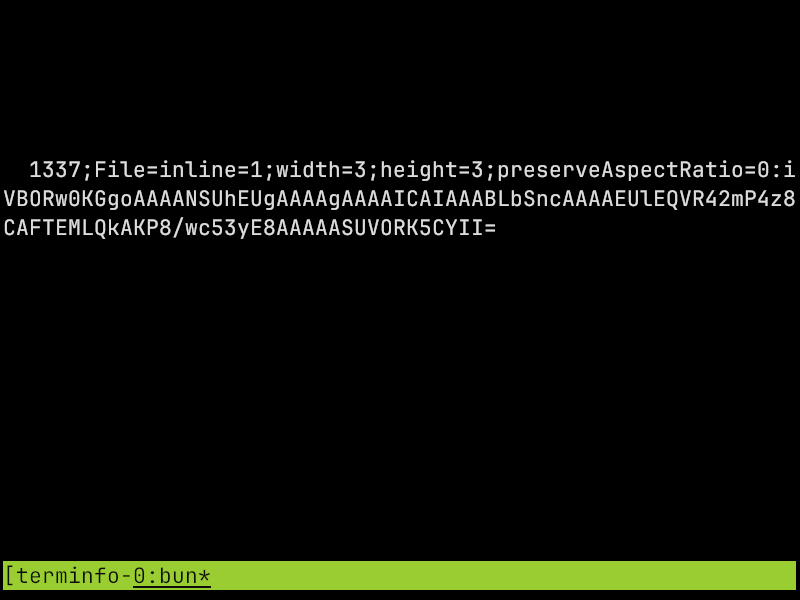 1337;File=inline=1;width=3;height=3;preserveAspectRatio=0:i
VBORw0KGgoAAAANSUhEUgAAAAgAAAAICAIAAABLbSncAAAAEUlEQVR42mP4z8
CAFTEMLQkAKP8/wc53yE8AAAAASUVORK5CYII=
[terminfo-0:bun*